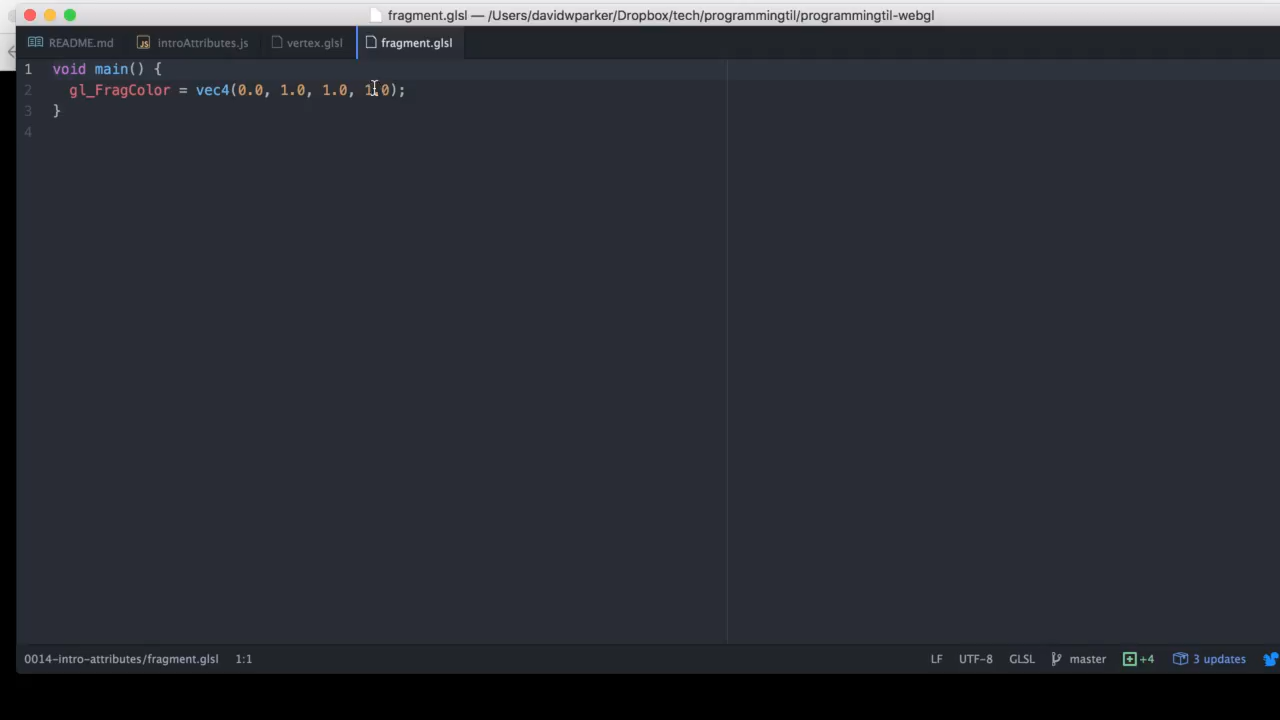 fragment.glsl — /Users/davidwparker/Dropbox/tech/programmingtil/programmingtil-webgl
README.md introAttributes.js vertex.glsl fragment.glsl
1 void main() {
2 gl_FragColor = vec4(0.0, 1.0, 1.0, 1.0);
3 }
4
0014-intro-attributes/fragment.glsl 1:1 LF UTF-8 GLSL master +4 3 updates